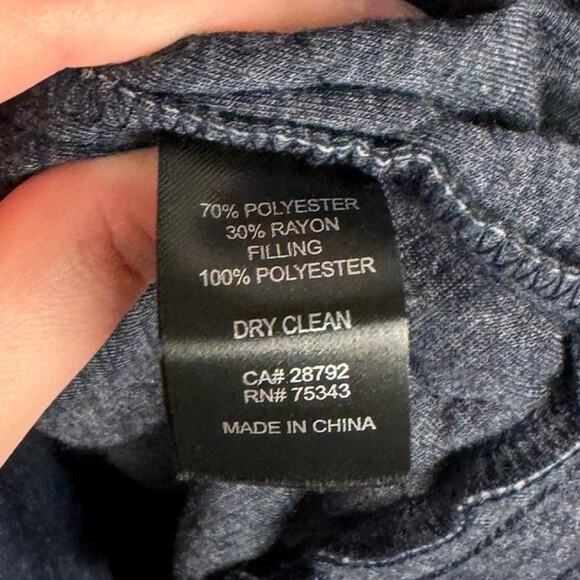 70% POLYESTER
30% RAYON
FILLING
100% POLYESTER
DRY CLEAN
CA# 28792
RN# 75343
MADE IN CHINA